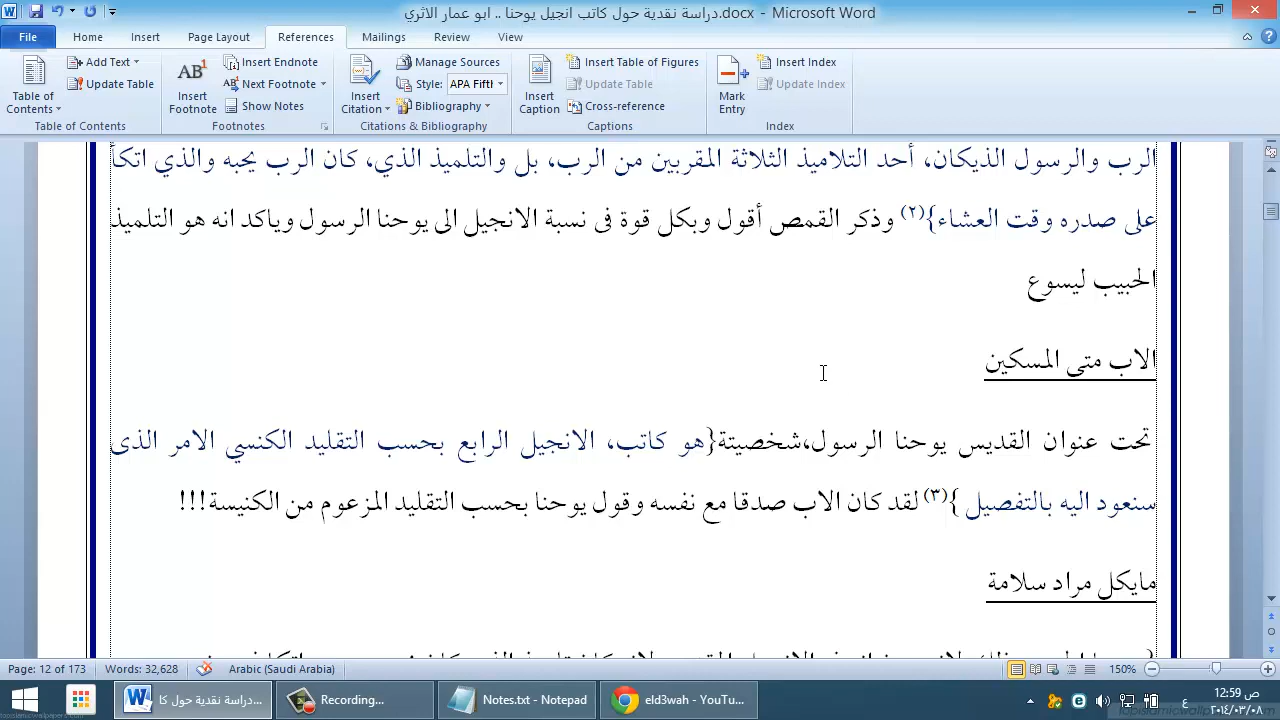 دراسة نقدية حول كاتب انجيل يوحنا .. ابو عمار الاثري.docx - Microsoft Word
File Home Insert Page Layout References Mailings Review View
Table of Contents
Add Text
Update Table
Table of Contents
AB1 Insert Footnote
Insert Endnote
AB1 Next Footnote
Show Notes
Footnotes
Insert Citation
Manage Sources
Style: APA Fifth
Bibliography
Citations & Bibliography
Insert Caption
Insert Table of Figures
Update Table
Cross-reference
Captions
Mark Entry
Insert Index
Update Index
Index
الرب والرسول الذيكان، أحد التلاميذ الثلاثة المقربين من الرب، بل والتلميذ الذي، كان الرب يحبه والذي اتكأ
على صدره وقت العشاء}(٢) وذكر القمص أقول وبكل قوة فى نسبة الانجيل الى يوحنا الرسول وياكد انه هو التلميذ
الحبيب ليسوع
الاب متى المسكين
تحت عنوان القديس يوحنا الرسول،شخصيتة{هو كاتب، الانجيل الرابع بحسب التقليد الكنسي الامر الذى
سنعود اليه بالتفصيل }(٣) لقد كان الاب صدقا مع نفسه وقول يوحنا بحسب التقليد المزعوم من الكنيسة!!!
مايكل مراد سلامة
Page: 12 of 173 Words: 32,628 Arabic (Saudi Arabia) 150%
دراسة نقدية حول كا... Recording... Notes.txt - Notepad eld3wah - YouTu... ع 12:59 ص
٢٠١٤/٠٣/٠٨